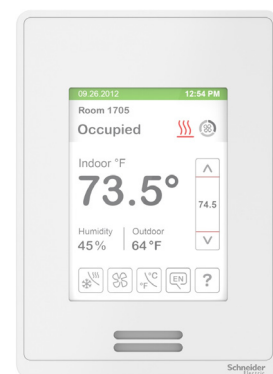 09.26.2012 12:54 PM
Room 1705
Occupied
Indoor °F
73.5°
74.5
Humidity Outdoor
45% 64°F
°C
°F
EN
?
Schneider
Electric